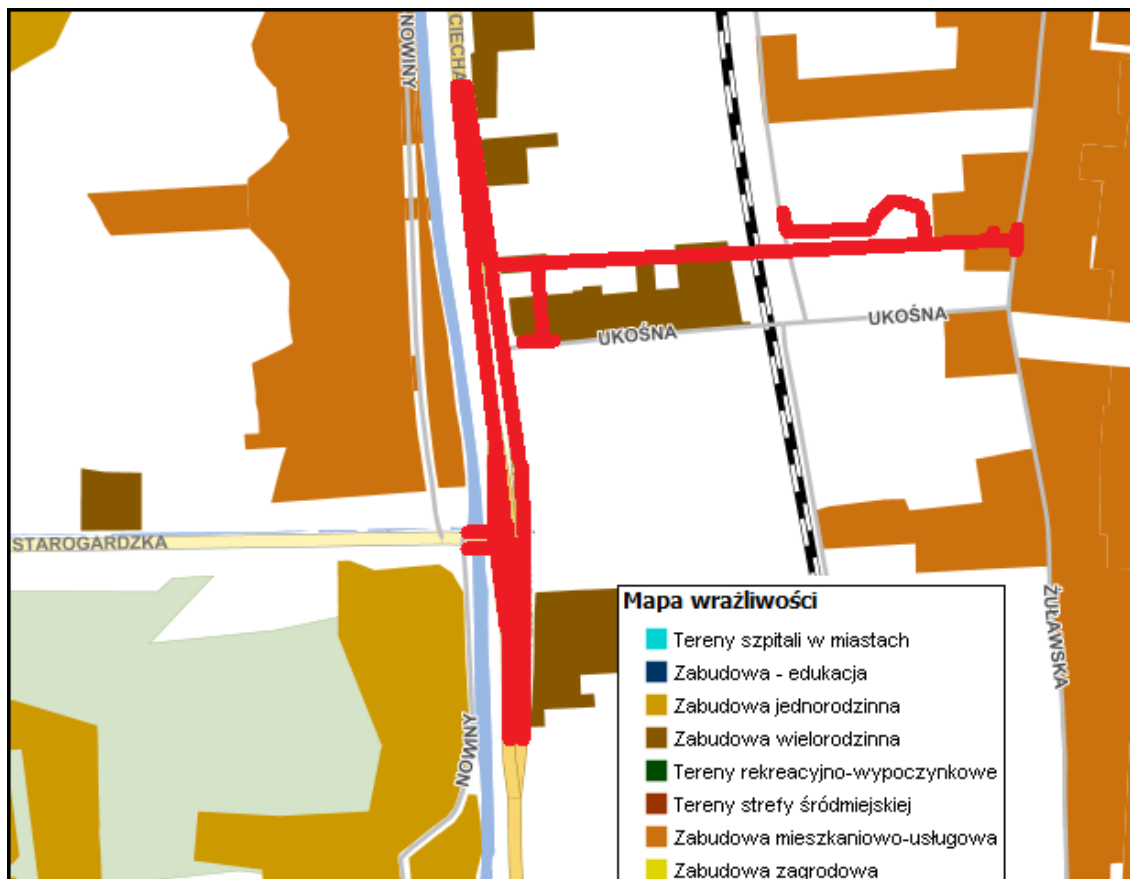 NOWINY
CIECHA
UKOŚNA
UKOŚNA
STAROGARDZKA
NOWINY
ŻUŁAWSKA
Mapa wrażliwości
Tereny szpitali w miastach
Zabudowa - edukacja
Zabudowa jednorodzinna
Zabudowa wielorodzinna
Tereny rekreacyjno-wypoczynkowe
Tereny strefy śródmiejskiej
Zabudowa mieszkaniowo-usługowa
Zabudowa zagrodowa